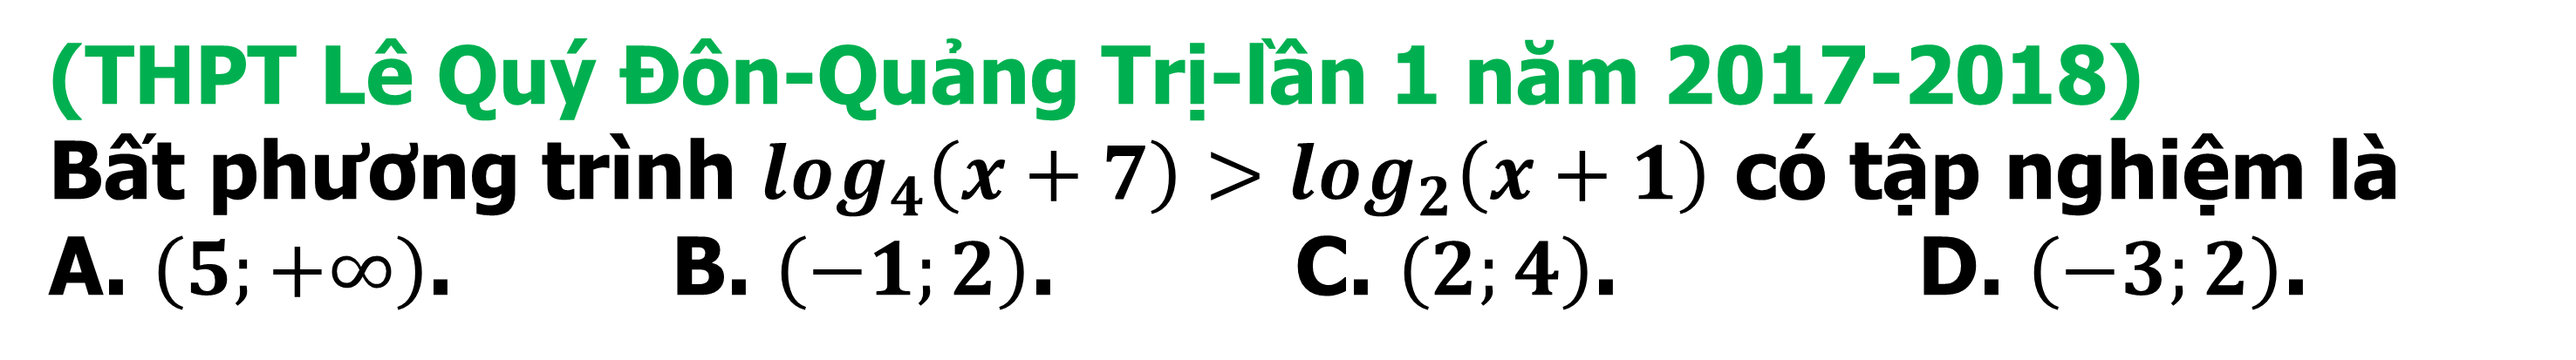 (THPT Lê Quý Đôn-Quảng Trị-lần 1 năm 2017-2018)
Bất phương trình log₄(x + 7) > log₂(x + 1) có tập nghiệm là
A. (5; +∞). B. (−1; 2). C. (2; 4). D. (−3; 2).